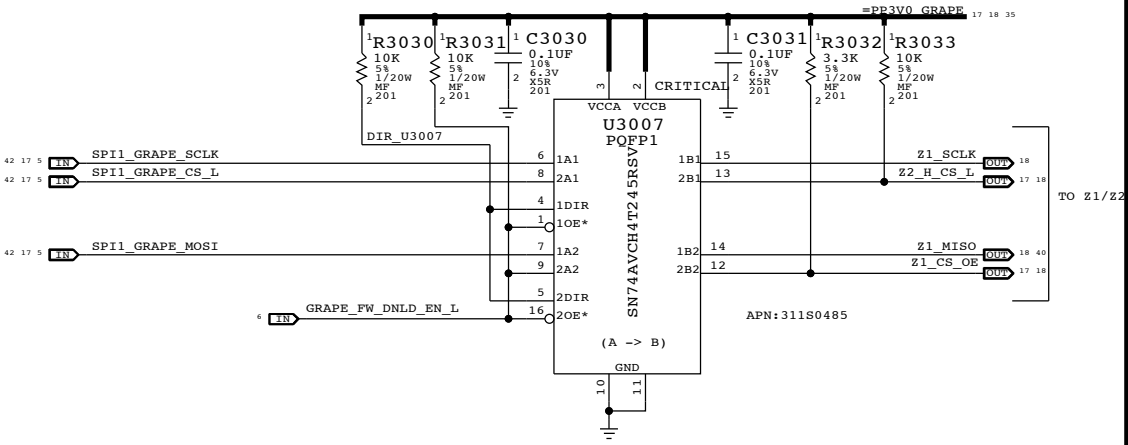 =PP3V0_GRAPE 17 18 35
1 R3030
10K
5%
1/20W
MF
2 201
1 R3031
10K
5%
1/20W
MF
2 201
1 C3030
0.1UF
10%
2 6.3V
X5R
201
1 C3031
0.1UF
10%
2 6.3V
X5R
201
1 R3032
3.3K
5%
1/20W
MF
2 201
1 R3033
10K
5%
1/20W
MF
2 201
3 2 CRITICAL
VCCA VCCB
U3007
PQFP1
SN74AVCH4T245RSV
DIR_U3007
42 17 5 IN SPI1_GRAPE_SCLK 6 1A1
42 17 5 IN SPI1_GRAPE_CS_L 8 2A1
4 1DIR
1 1OE*
42 17 5 IN SPI1_GRAPE_MOSI 7 1A2
9 2A2
5 2DIR
6 IN GRAPE_FW_DNLD_EN_L 16 2OE*
1B1 15 Z1_SCLK OUT 18
2B1 13 Z2_H_CS_L OUT 17 18
1B2 14 Z1_MISO OUT 18 40
2B2 12 Z1_CS_OE OUT 17 18
TO Z1/Z2
APN:311S0485
(A -> B)
GND
10 11